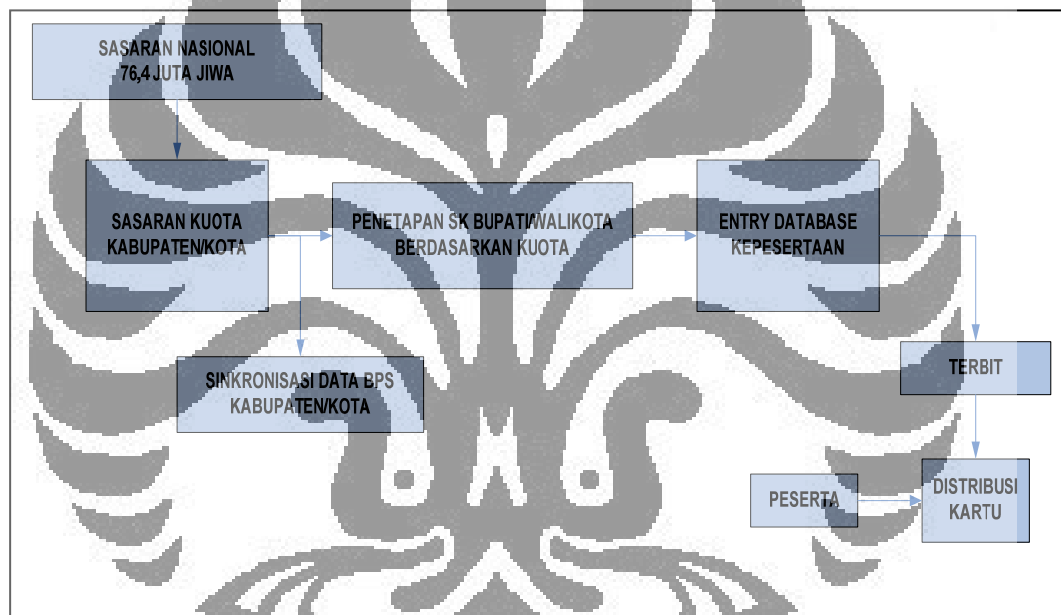 SASARAN NASIONAL
76,4 JUTA JIWA
SASARAN KUOTA
KABUPATEN/KOTA
PENETAPAN SK BUPATI/WALIKOTA
BERDASARKAN KUOTA
ENTRY DATABASE
KEPESERTAAN
SINKRONISASI DATA BPS
KABUPATEN/KOTA
TERBIT
PESERTA
DISTRIBUSI
KARTU